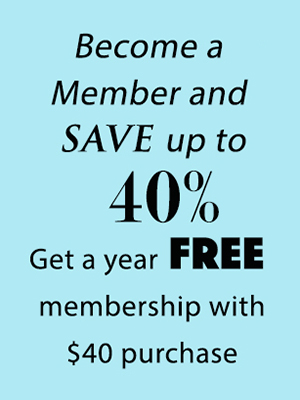 Become a
Member and
SAVE up to
40%
Get a year FREE
membership with
$40 purchase